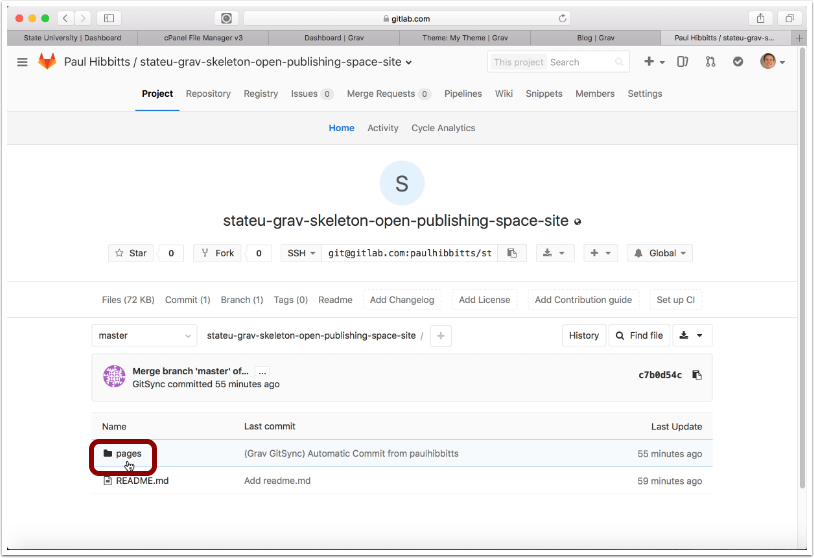 gitlab.com
State University | Dashboard cPanel File Manager v3 Dashboard | Grav Theme: My Theme | Grav Blog | Grav Paul Hibbitts / stateu-grav-s...
Paul Hibbitts / stateu-grav-skeleton-open-publishing-space-site This project Search
Project Repository Registry Issues 0 Merge Requests 0 Pipelines Wiki Snippets Members Settings
Home Activity Cycle Analytics
S
stateu-grav-skeleton-open-publishing-space-site
Star 0 Fork 0 SSH git@gitlab.com:paulhibbitts/st Global
Files (72 KB) Commit (1) Branch (1) Tags (0) Readme Add Changelog Add License Add Contribution guide Set up CI
master stateu-grav-skeleton-open-publishing-space-site / + History Find file
Merge branch 'master' of... ...
GitSync committed 55 minutes ago
c7b0d54c
Name Last commit Last Update
pages (Grav GitSync) Automatic Commit from paulhibbitts 55 minutes ago
README.md Add readme.md 59 minutes ago